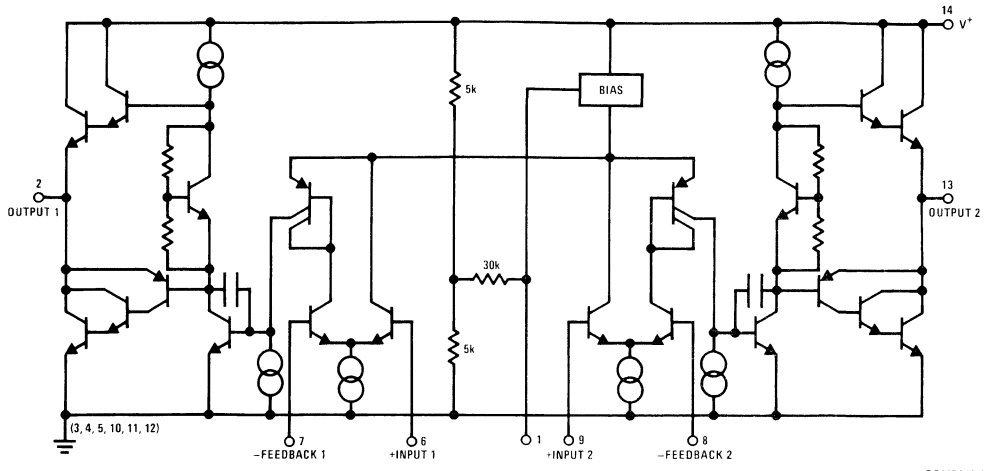 14
V+
5k
BIAS
2
OUTPUT 1
13
OUTPUT 2
30k
5k
(3, 4, 5, 10, 11, 12)
7
–FEEDBACK 1
6
+INPUT 1
1
9
+INPUT 2
8
–FEEDBACK 2